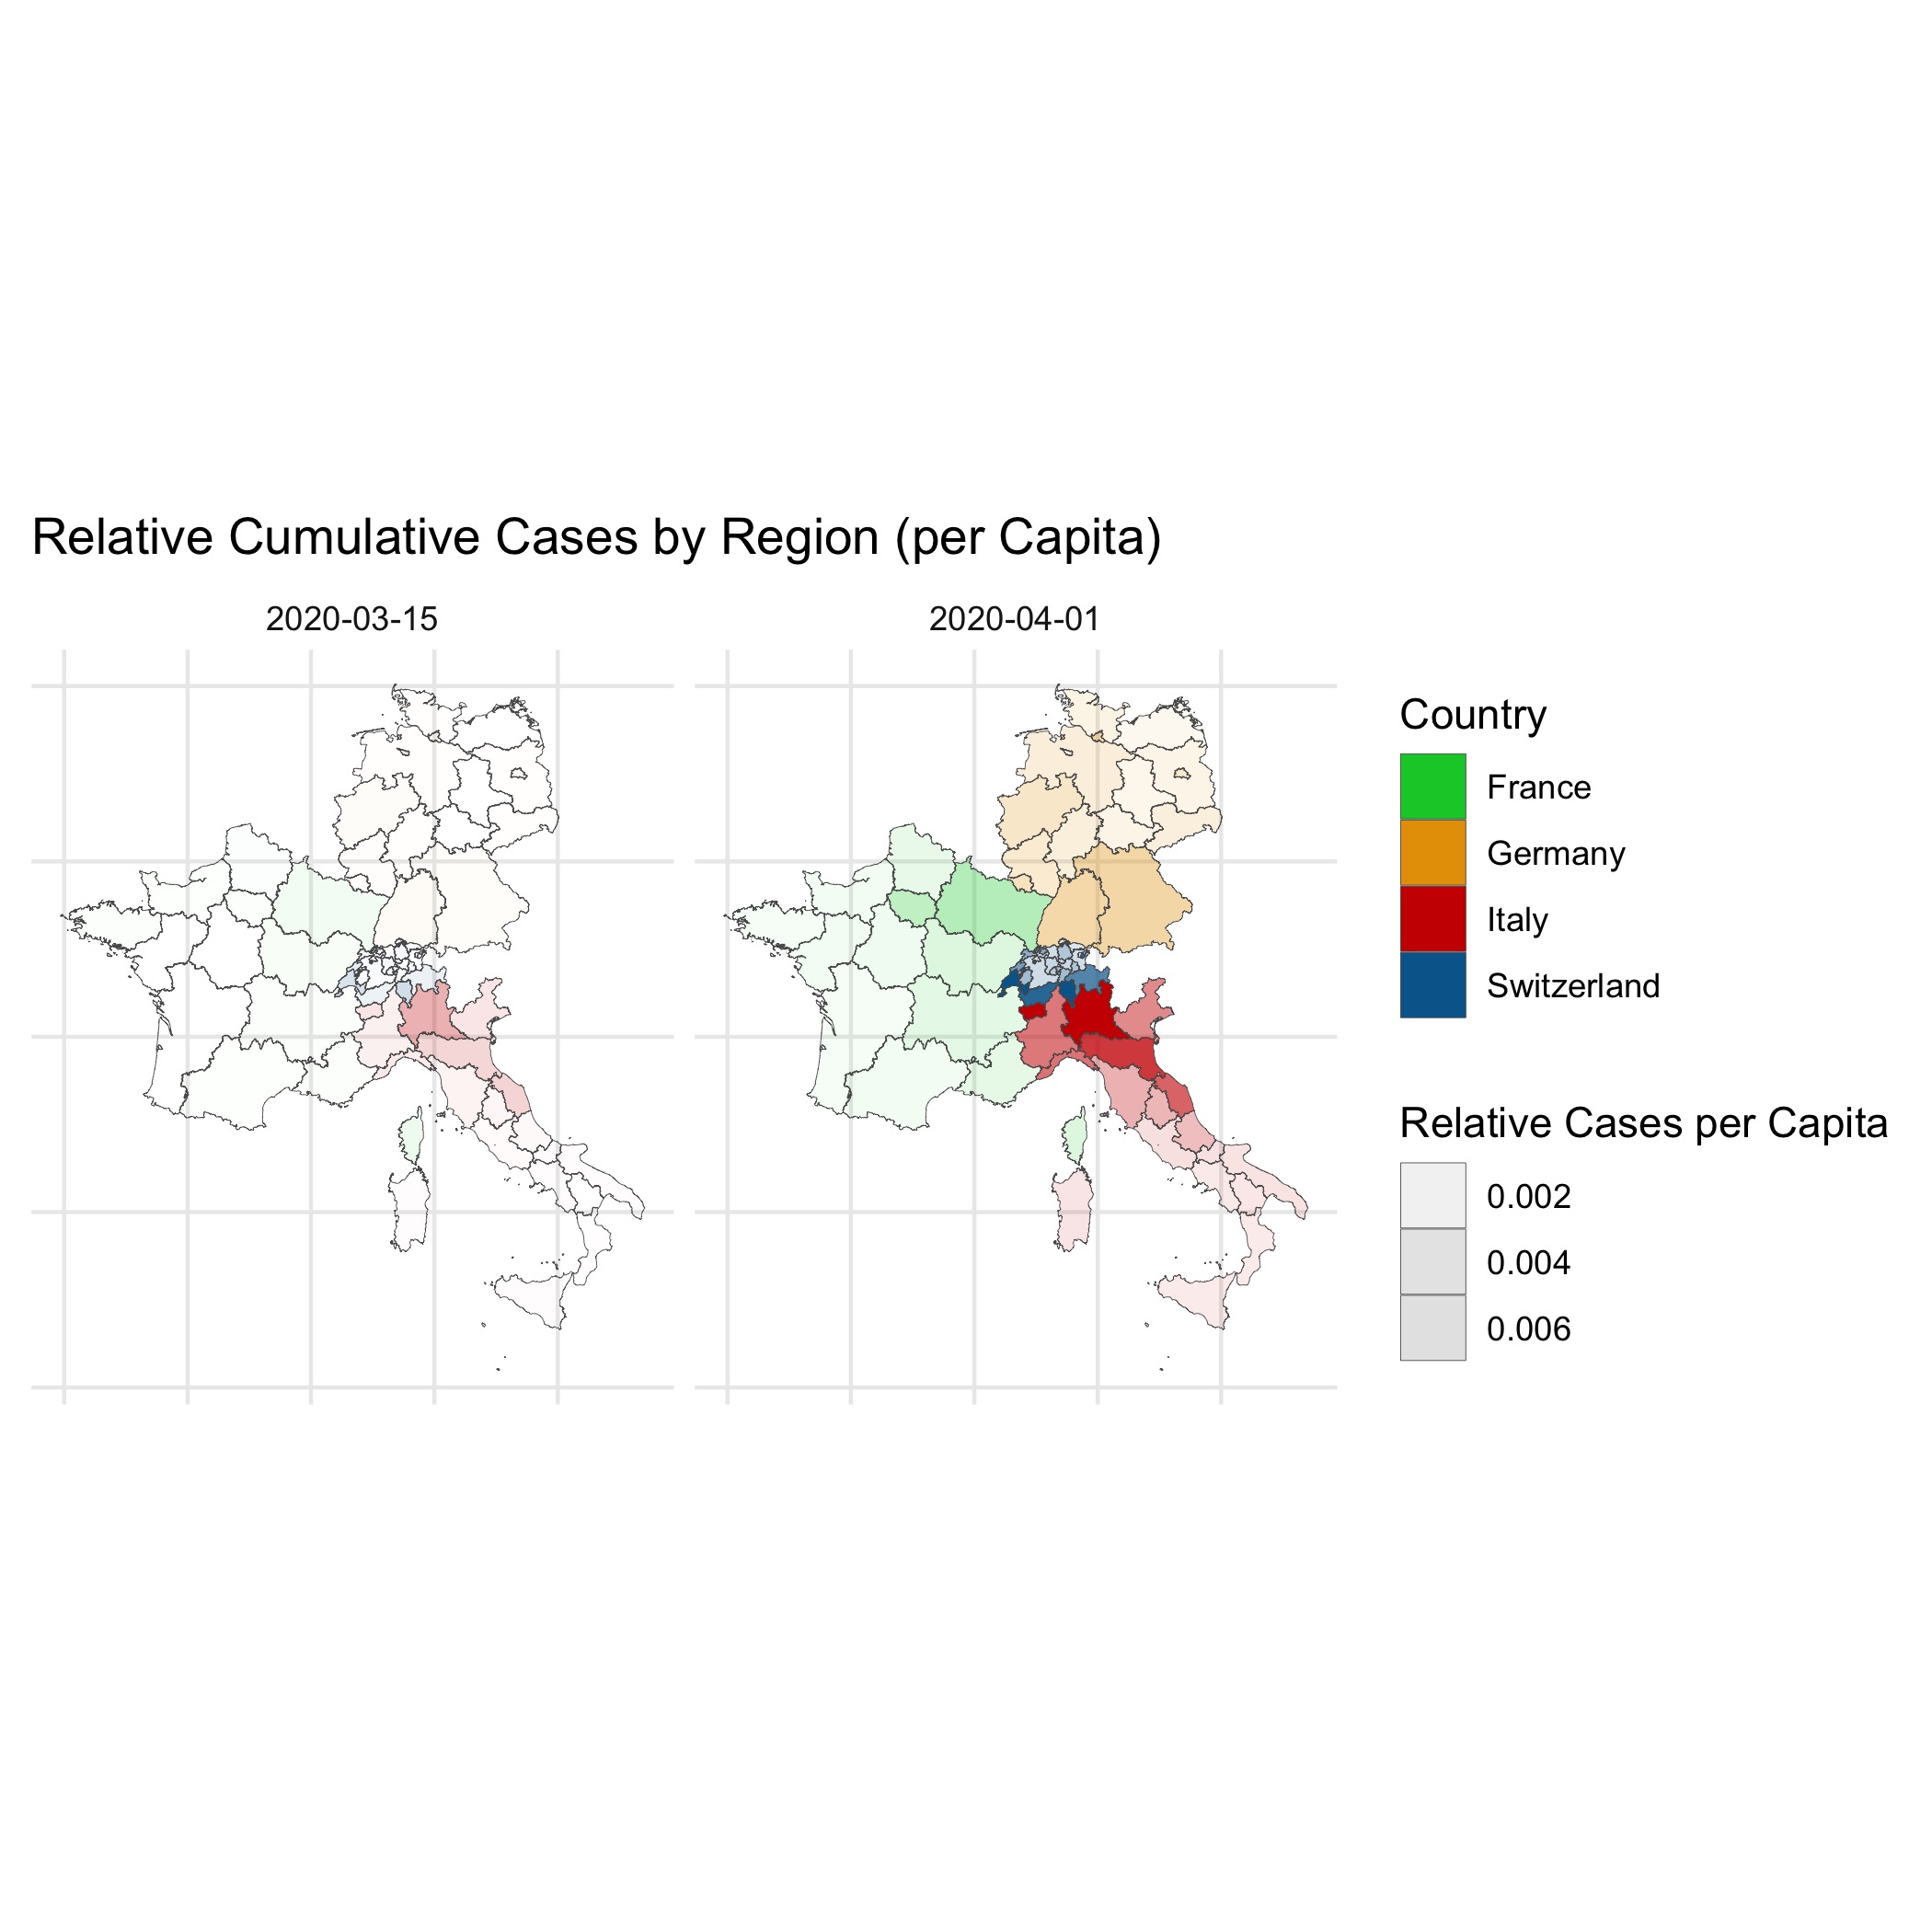 Relative Cumulative Cases by Region (per Capita)
2020-03-15
2020-04-01
Country
France
Germany
Italy
Switzerland
Relative Cases per Capita
0.002
0.004
0.006